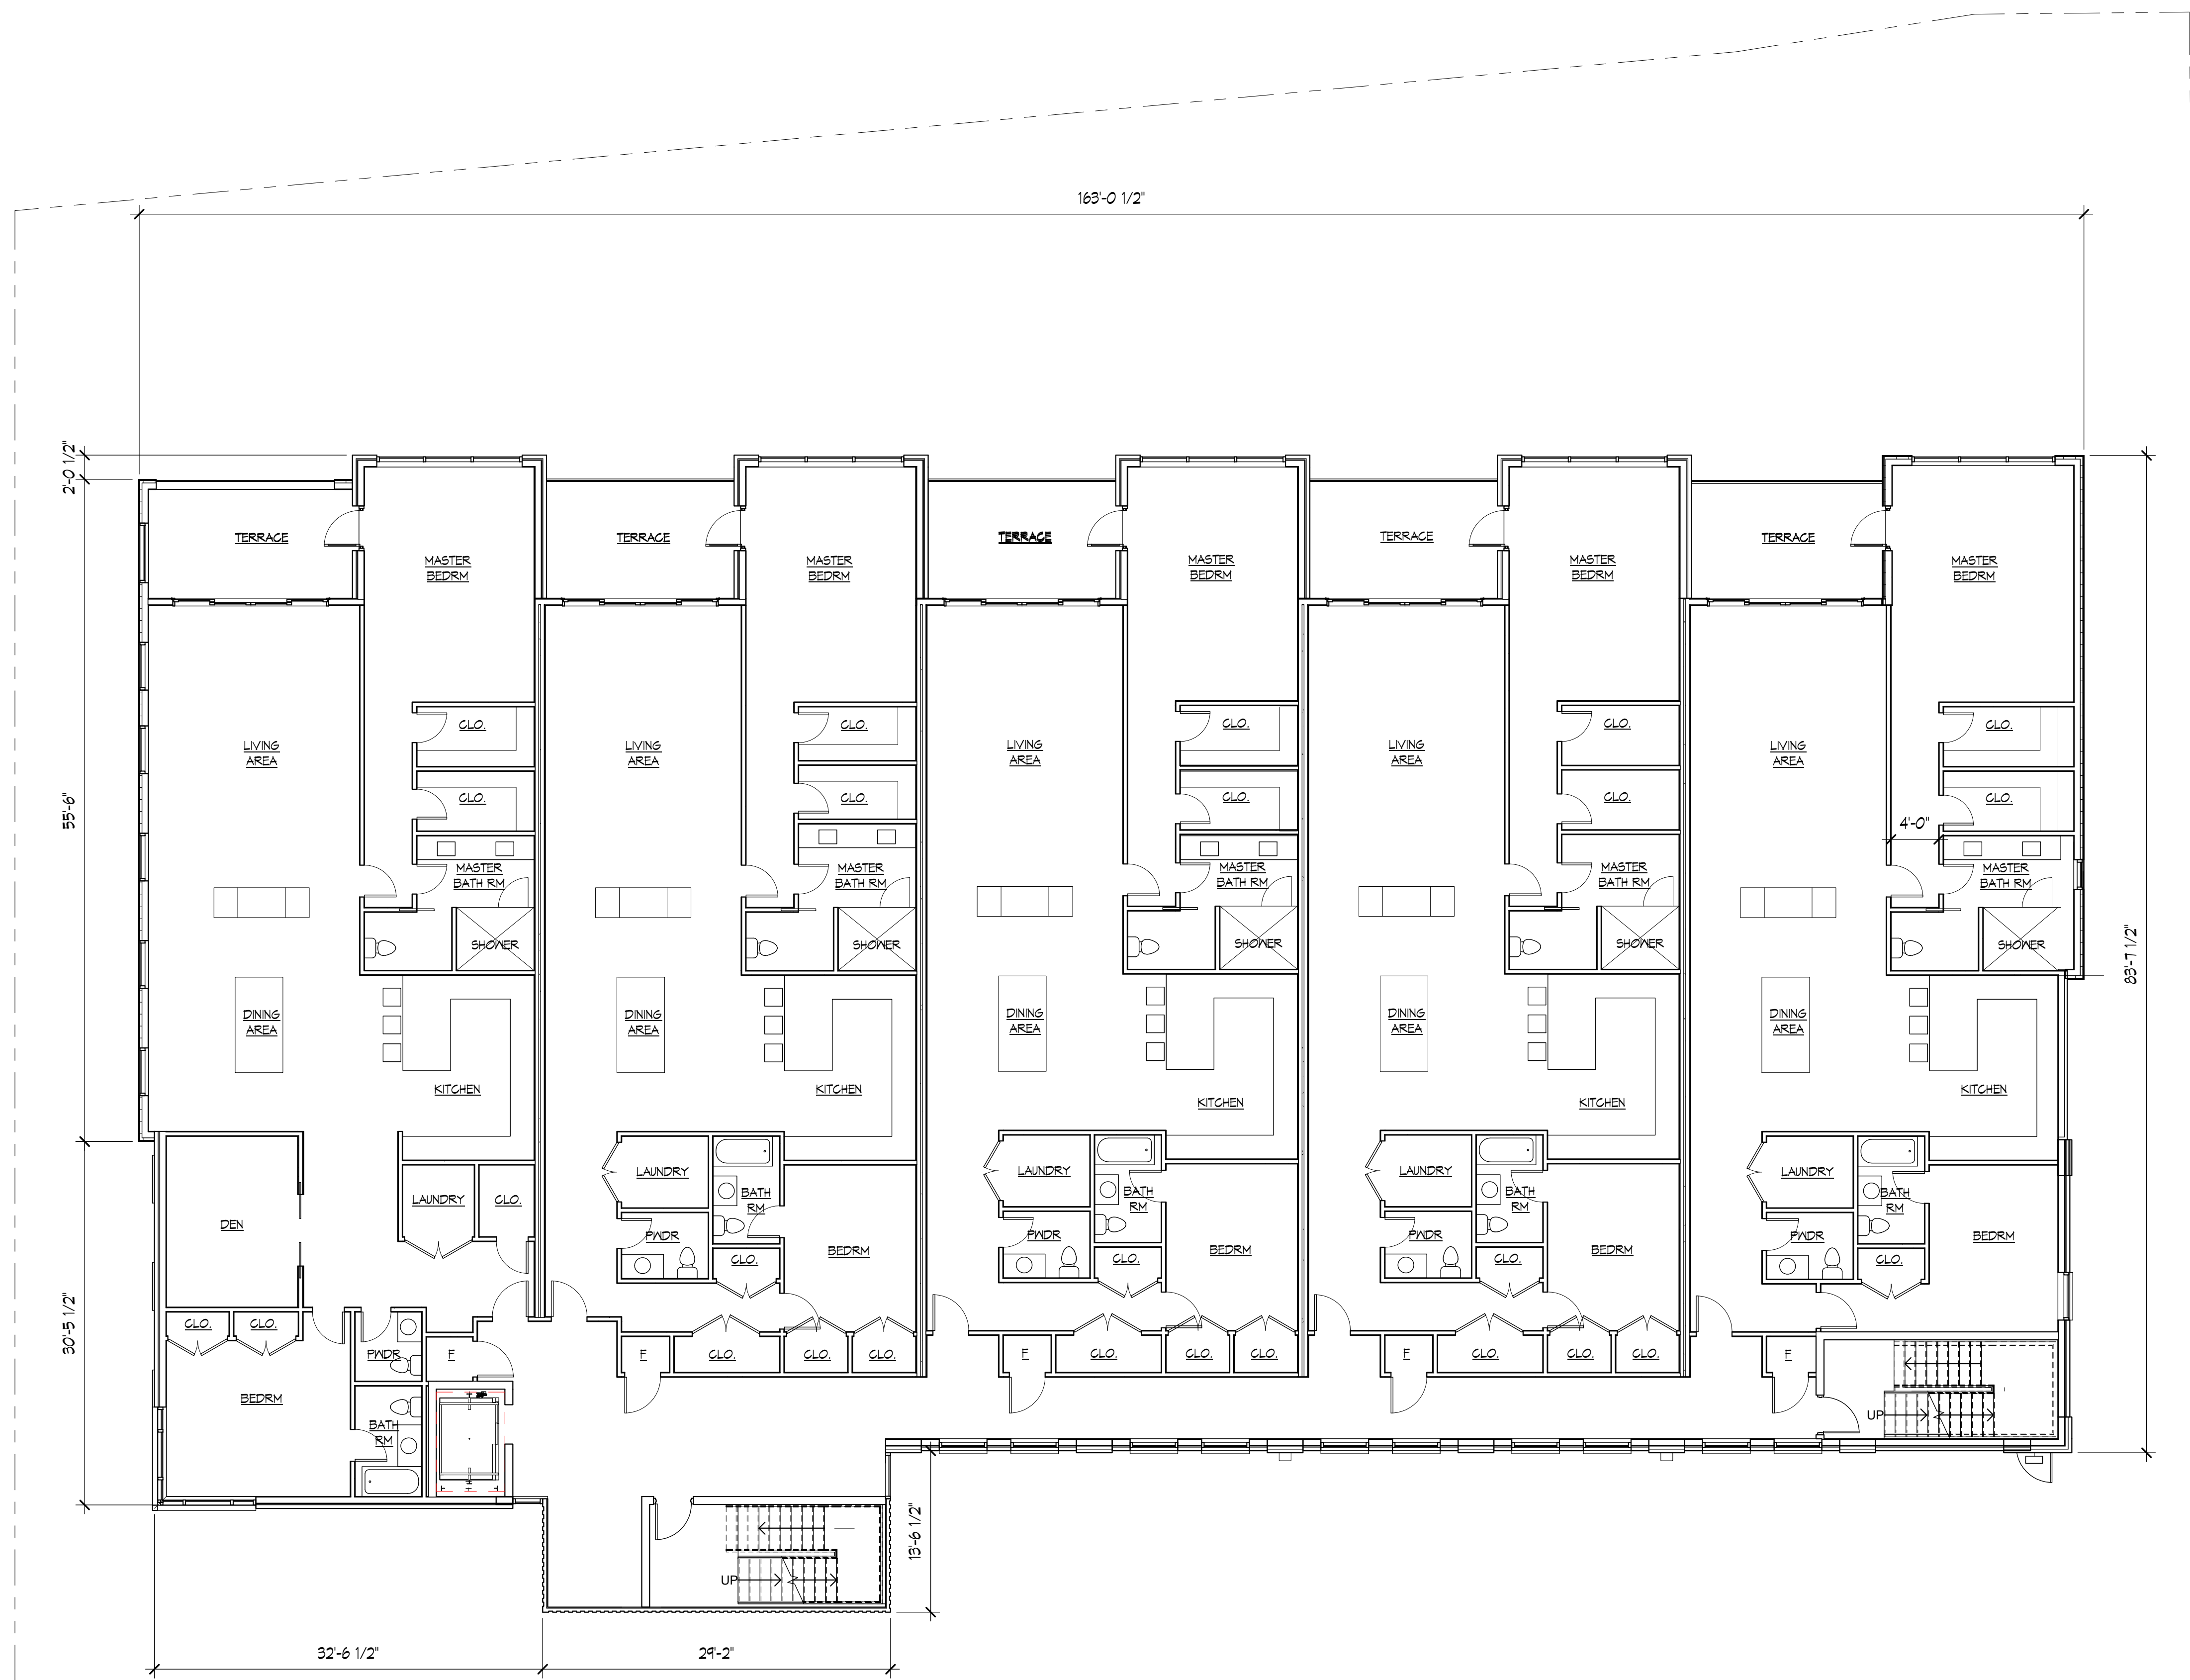 163'-0 1/2"
2'-0 1/2"
TERRACE
TERRACE
TERRACE
TERRACE
TERRACE
MASTER
BEDRM
MASTER
BEDRM
MASTER
BEDRM
MASTER
BEDRM
MASTER
BEDRM
CLO.
CLO.
CLO.
CLO.
CLO.
LIVING
AREA
LIVING
AREA
LIVING
AREA
LIVING
AREA
LIVING
AREA
CLO.
CLO.
CLO.
CLO.
CLO.
55'-6"
4'-0"
MASTER
BATH RM
MASTER
BATH RM
MASTER
BATH RM
MASTER
BATH RM
MASTER
BATH RM
SHOWER
SHOWER
SHOWER
SHOWER
SHOWER
83'-7 1/2"
DINING
AREA
DINING
AREA
DINING
AREA
DINING
AREA
DINING
AREA
KITCHEN
KITCHEN
KITCHEN
KITCHEN
KITCHEN
LAUNDRY
LAUNDRY
LAUNDRY
LAUNDRY
LAUNDRY
CLO.
DEN
BATH
RM
BATH
RM
BATH
RM
BATH
RM
PWDR
PWDR
PWDR
PWDR
BEDRM
BEDRM
BEDRM
BEDRM
CLO.
CLO.
CLO.
CLO.
30'-5 1/2"
CLO.
CLO.
PWDR
F
F
CLO.
CLO.
CLO.
F
CLO.
CLO.
CLO.
F
CLO.
CLO.
CLO.
F
BEDRM
BATH
RM
UP
13'-6 1/2"
UP
32'-6 1/2"
29'-2"